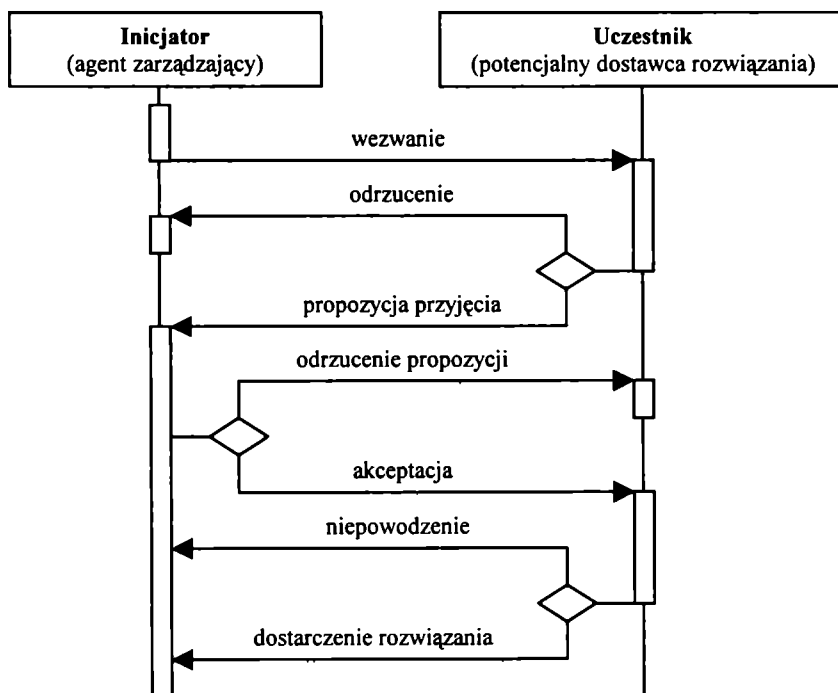 Inicjator
(agent zarządzający)
Uczestnik
(potencjalny dostawca rozwiązania)
wezwanie
odrzucenie
propozycja przyjęcia
odrzucenie propozycji
akceptacja
niepowodzenie
dostarczenie rozwiązania